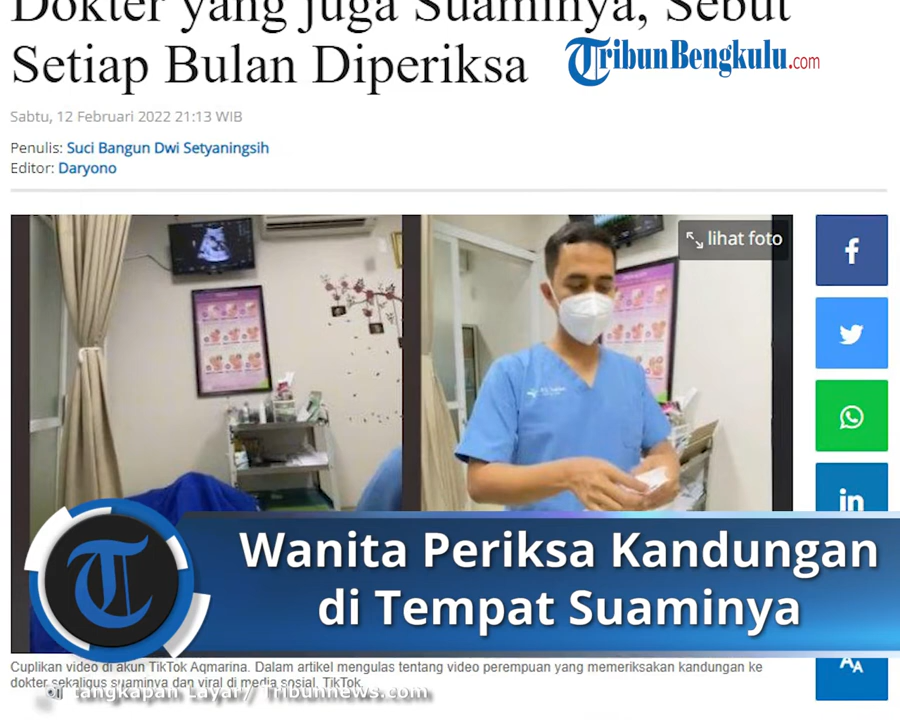 Dokter yang juga Suaminya, Sebut
Setiap Bulan Diperiksa
TribunBengkulu.com
Sabtu, 12 Februari 2022 21:13 WIB
Penulis: Suci Bangun Dwi Setyaningsih
Editor: Daryono
lihat foto
f
in
Wanita Periksa Kandungan
di Tempat Suaminya
T
AA
Cuplikan video di akun TikTok Aqmarina. Dalam artikel mengulas tentang video perempuan yang memeriksakan kandungan ke
dokter sekaligus suaminya dan viral di media sosial, TikTok.
tangkapan Layar/ Tribunnews.com